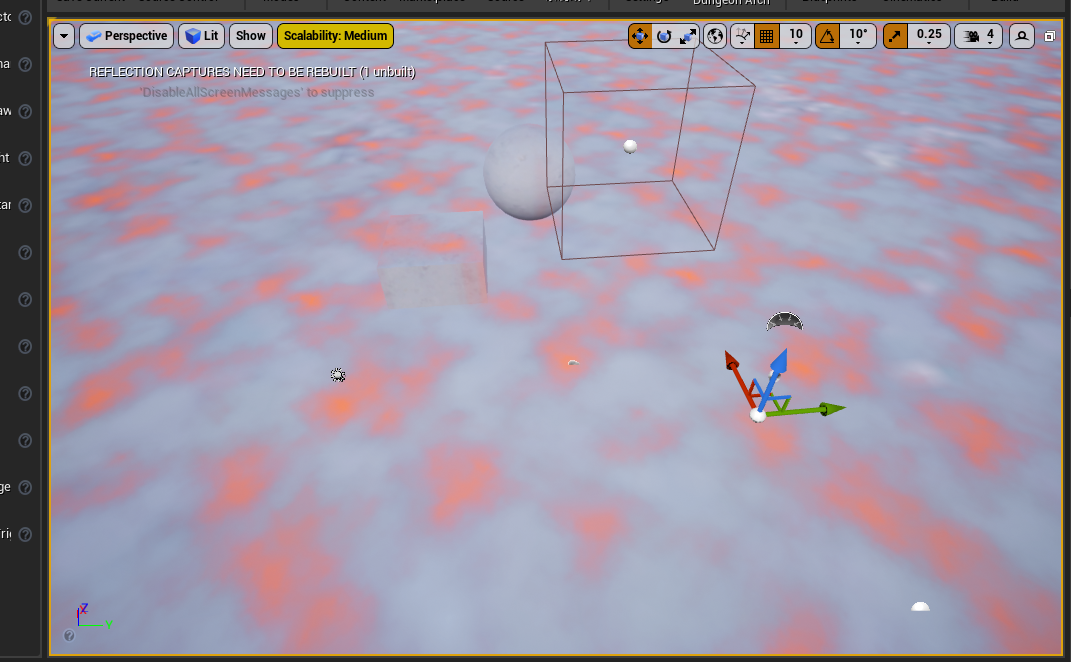 Dungeon Arch
Perspective
Lit
Show
Scalability: Medium
10
10°
0.25
4
REFLECTION CAPTURES NEED TO BE REBUILT (1 unbuilt)
'DisableAllScreenMessages' to suppress
Z
X
Y